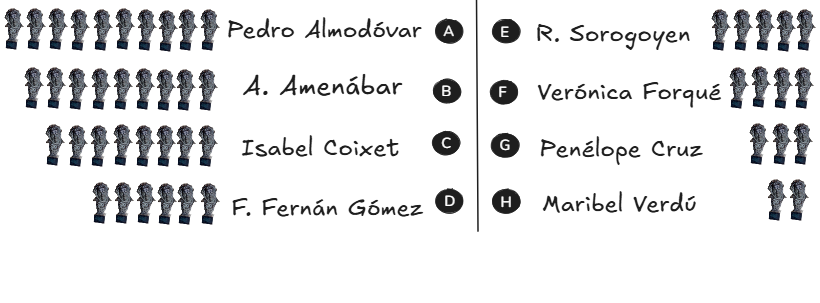 Pedro Almodóvar A
A. Amenábar B
Isabel Coixet C
F. Fernán Gómez D
E R. Sorogoyen
F Verónica Forqué
G Penélope Cruz
H Maribel Verdú